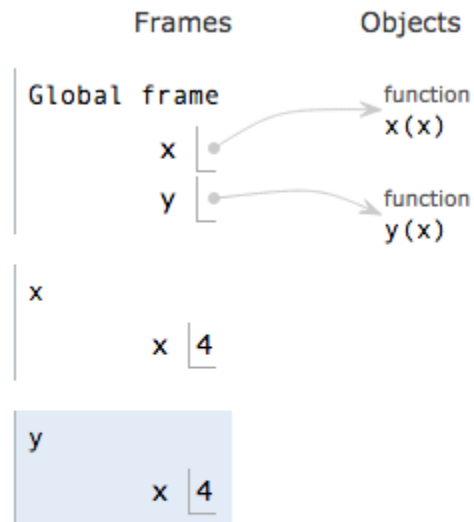 Frames Objects
Global frame
function
x(x)
x
y
function
y(x)
x
x 4
y
x 4